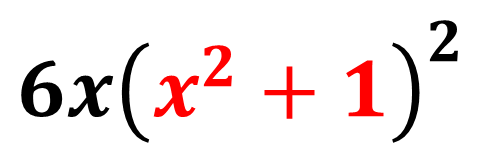 6x(x² + 1)²